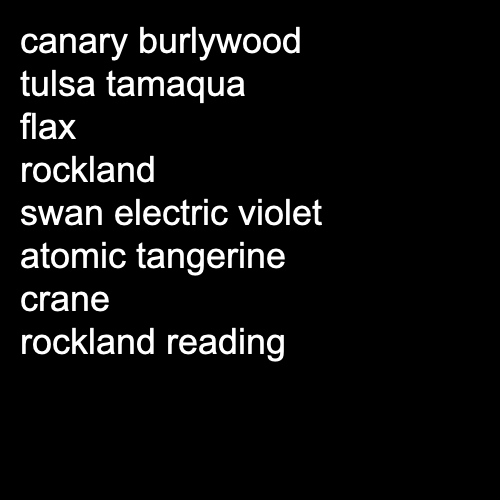 canary burlywood
tulsa tamaqua
flax
rockland
swan electric violet
atomic tangerine
crane
rockland reading